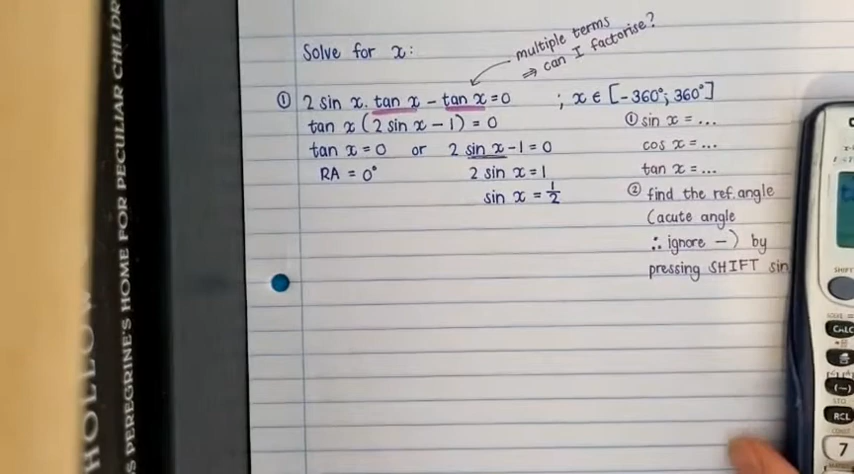 Solve for x:
multiple terms
⇒ can I factorise?
① 2 sin x. tan x - tan x = 0 ; x ∈ [-360°; 360°]
tan x (2 sin x - 1) = 0
tan x = 0 or 2 sin x - 1 = 0
RA = 0° 2 sin x = 1
sin x = 1/2
① sin x = ...
cos x = ...
tan x = ...
② find the ref. angle
(acute angle
∴ ignore -) by
pressing SHIFT sin
HOLLOW
S PEREGRINE'S HOME FOR PECULIAR CHILDR
SHIFT
CALC
(-)
STO
RCL
7